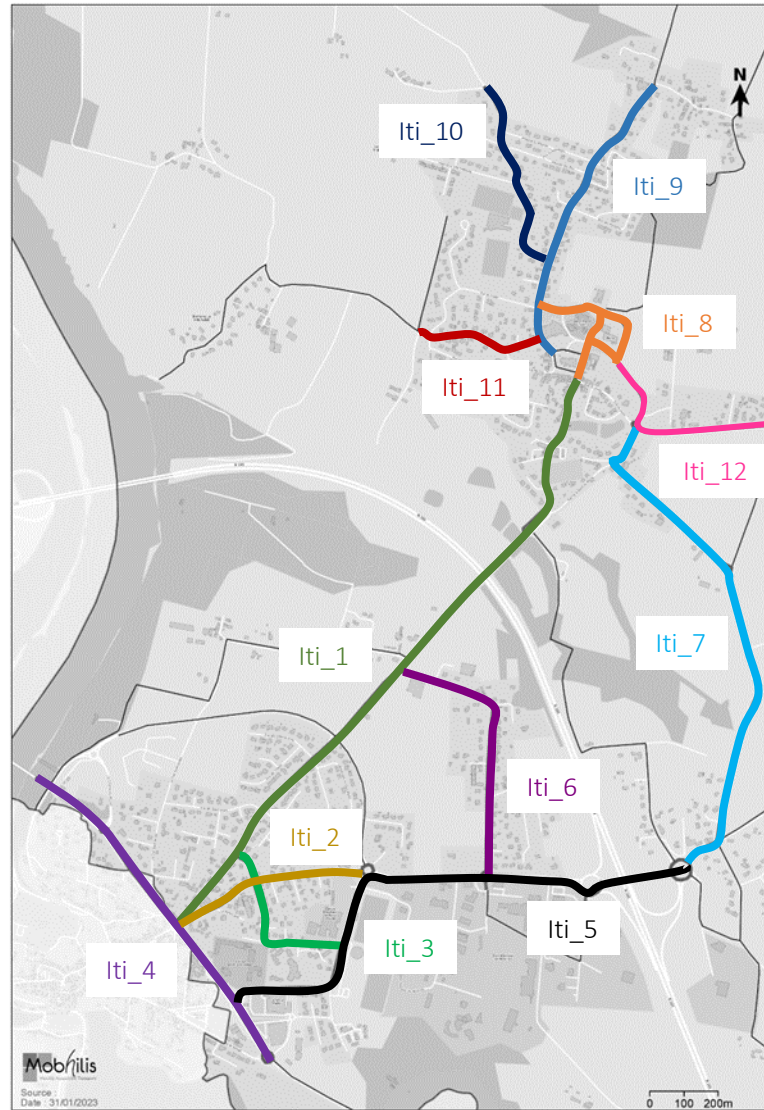 N
Iti_10
Iti_9
Iti_8
Iti_11
Iti_12
Iti_1
Iti_7
Iti_6
Iti_2
Iti_5
Iti_3
Iti_4
Mobhilis
Source :
Date : 31/01/2023
0 100 200m